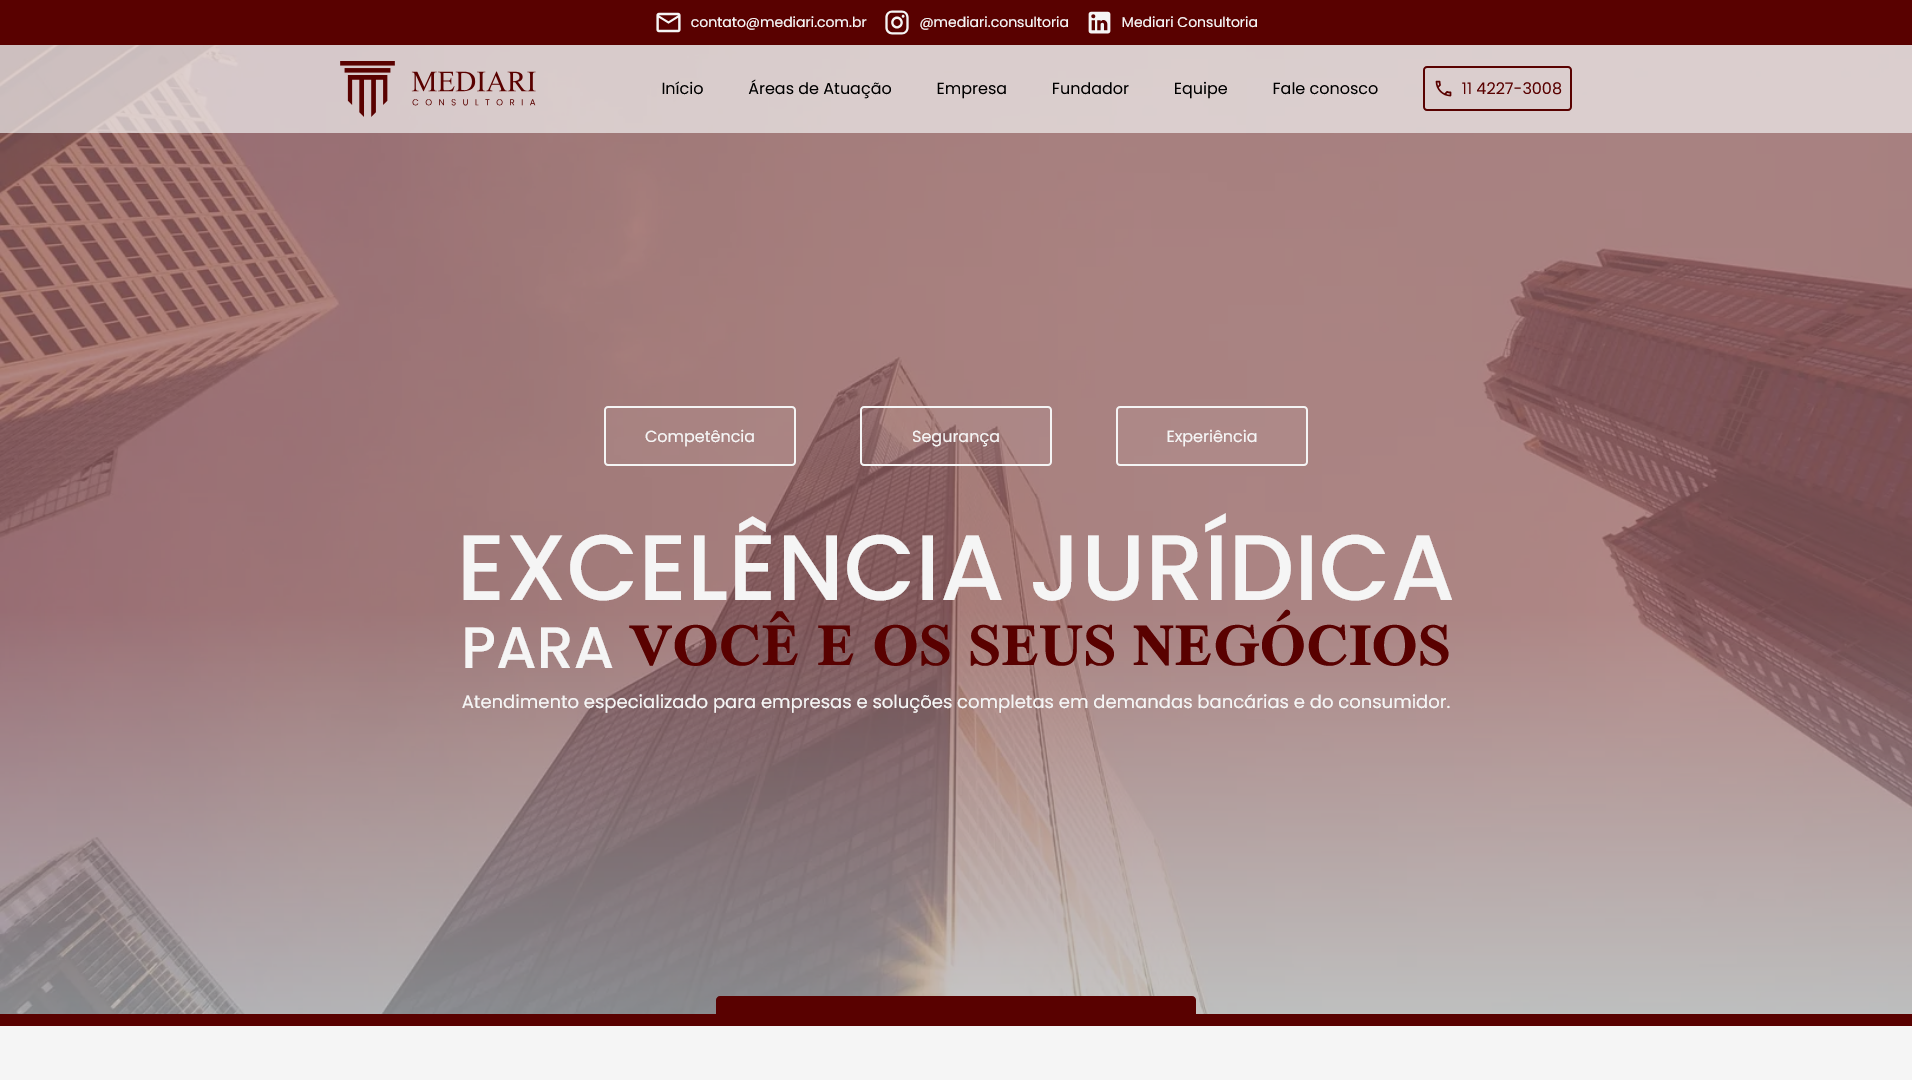 contato@mediari.com.br @mediari.consultoria Mediari Consultoria
MEDIARI
CONSULTORIA
Início Áreas de Atuação Empresa Fundador Equipe Fale conosco 11 4227-3008
Competência Segurança Experiência
EXCELÊNCIA JURÍDICA
PARA VOCÊ E OS SEUS NEGÓCIOS
Atendimento especializado para empresas e soluções completas em demandas bancárias e do consumidor.